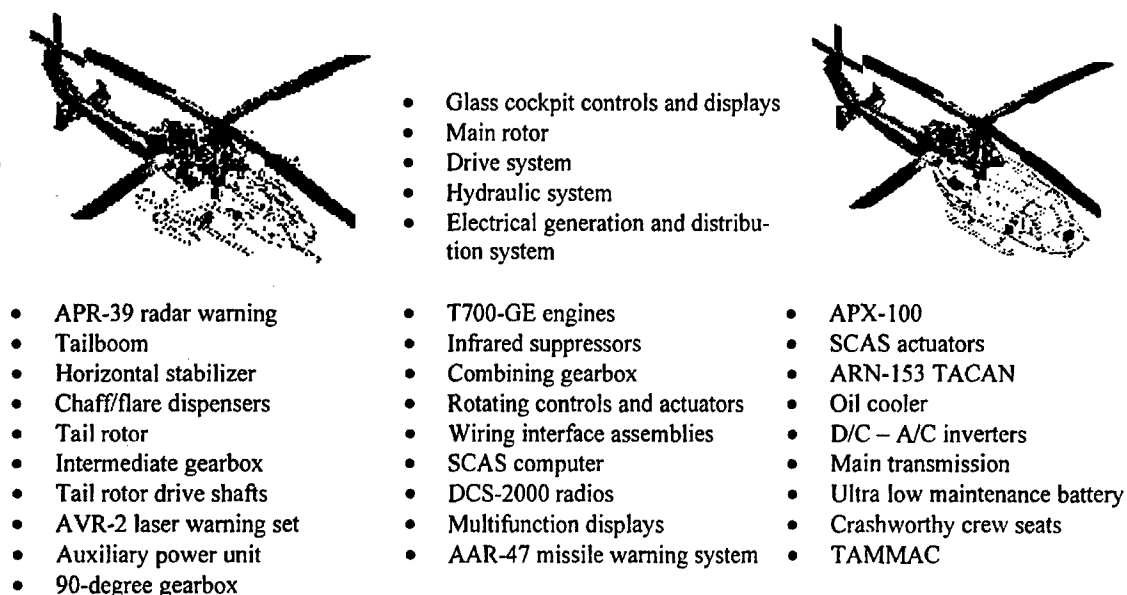 • Glass cockpit controls and displays
• Main rotor
• Drive system
• Hydraulic system
• Electrical generation and distribu-
tion system
• APR-39 radar warning
• Tailboom
• Horizontal stabilizer
• Chaff/flare dispensers
• Tail rotor
• Intermediate gearbox
• Tail rotor drive shafts
• AVR-2 laser warning set
• Auxiliary power unit
• 90-degree gearbox
• T700-GE engines
• Infrared suppressors
• Combining gearbox
• Rotating controls and actuators
• Wiring interface assemblies
• SCAS computer
• DCS-2000 radios
• Multifunction displays
• AAR-47 missile warning system
• APX-100
• SCAS actuators
• ARN-153 TACAN
• Oil cooler
• D/C – A/C inverters
• Main transmission
• Ultra low maintenance battery
• Crashworthy crew seats
• TAMMAC